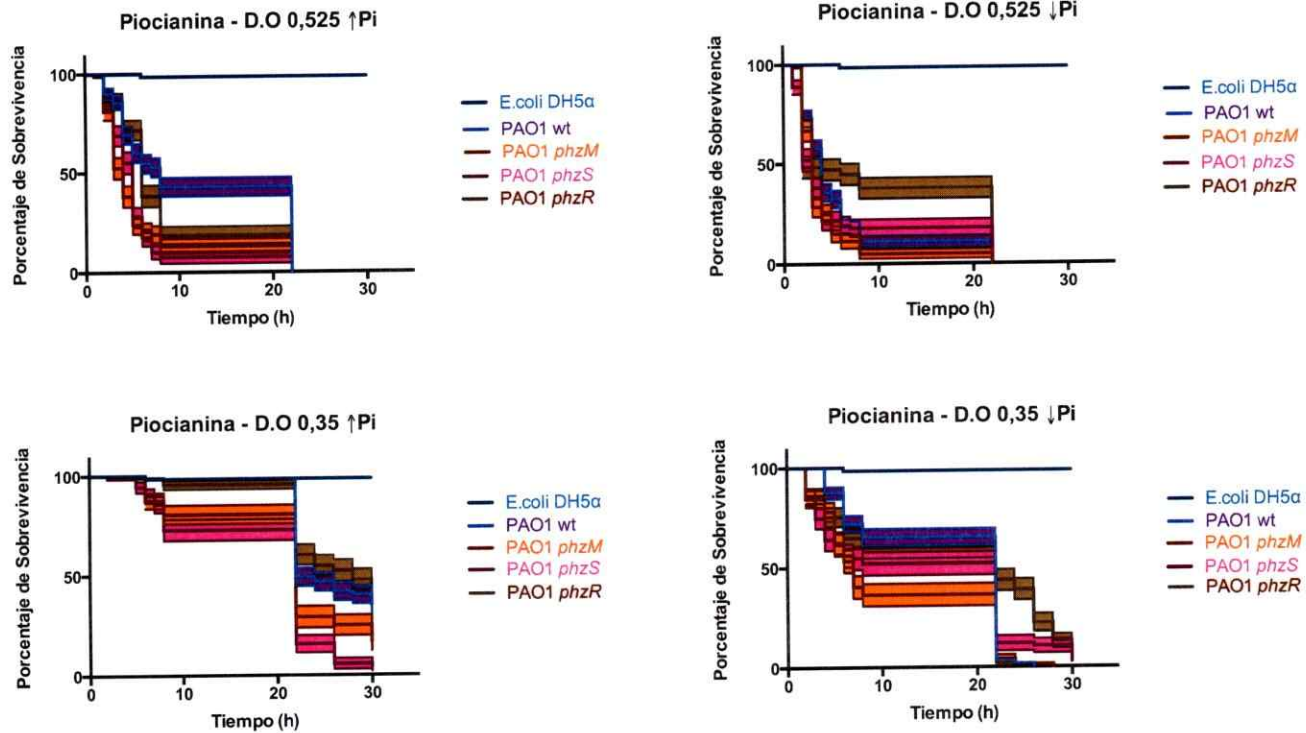 Piocianina - D.O 0,525 ↑Pi
Porcentaje de Sobrevivencia
100
50
0
0 10 20 30
Tiempo (h)
E.coli DH5α
PAO1 wt
PAO1 phzM
PAO1 phzS
PAO1 phzR
Piocianina - D.O 0,525 ↓Pi
Porcentaje de Sobrevivencia
100
50
0
0 10 20 30
Tiempo (h)
E.coli DH5α
PAO1 wt
PAO1 phzM
PAO1 phzS
PAO1 phzR
Piocianina - D.O 0,35 ↑Pi
Porcentaje de Sobrevivencia
100
50
0
0 10 20 30
Tiempo (h)
E.coli DH5α
PAO1 wt
PAO1 phzM
PAO1 phzS
PAO1 phzR
Piocianina - D.O 0,35 ↓Pi
Porcentaje de Sobrevivencia
100
50
0
0 10 20 30
Tiempo (h)
E.coli DH5α
PAO1 wt
PAO1 phzM
PAO1 phzS
PAO1 phzR